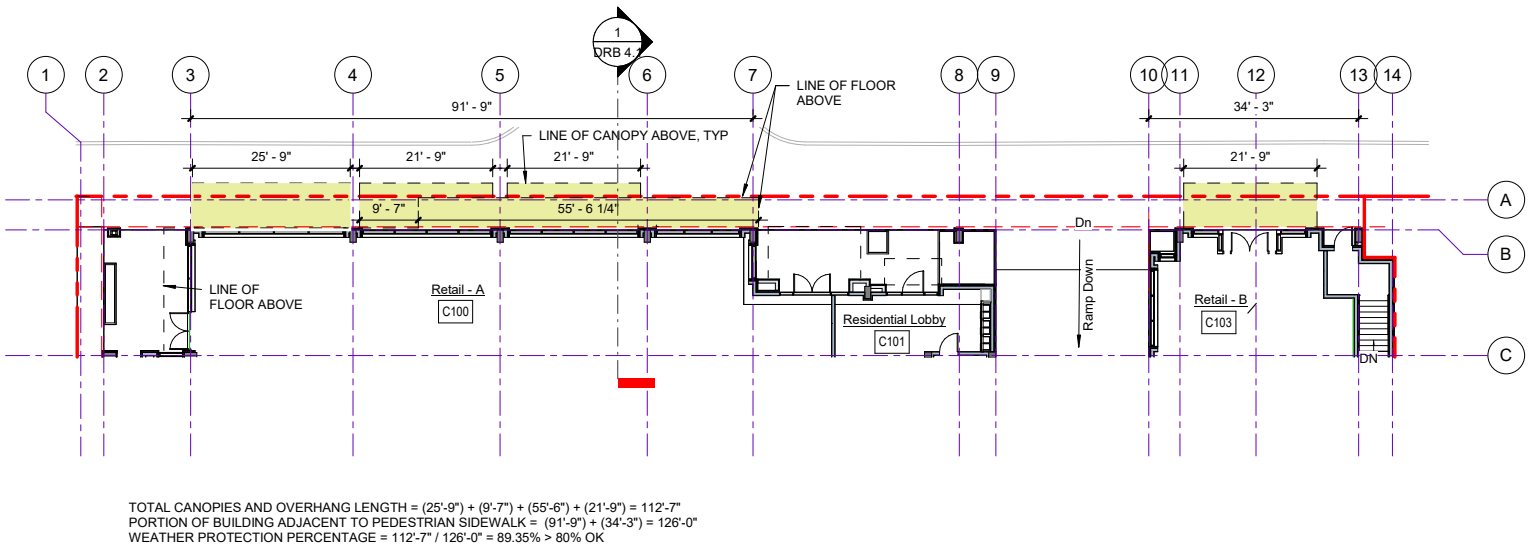 1
DRB 4.1
1
2
3
4
5
6
7
8
9
10
11
12
13
14
91' - 9"
LINE OF FLOOR
ABOVE
34' - 3"
LINE OF CANOPY ABOVE, TYP
25' - 9"
21' - 9"
21' - 9"
21' - 9"
A
9' - 7"
55' - 6 1/4"
Dn
B
LINE OF
FLOOR ABOVE
Retail - A
C100
Residential Lobby
C101
Ramp Down
Retail - B
C103
DN
C
TOTAL CANOPIES AND OVERHANG LENGTH = (25'-9") + (9'-7") + (55'-6") + (21'-9") = 112'-7"
PORTION OF BUILDING ADJACENT TO PEDESTRIAN SIDEWALK = (91'-9") + (34'-3") = 126'-0"
WEATHER PROTECTION PERCENTAGE = 112'-7" / 126'-0" = 89.35% > 80% OK